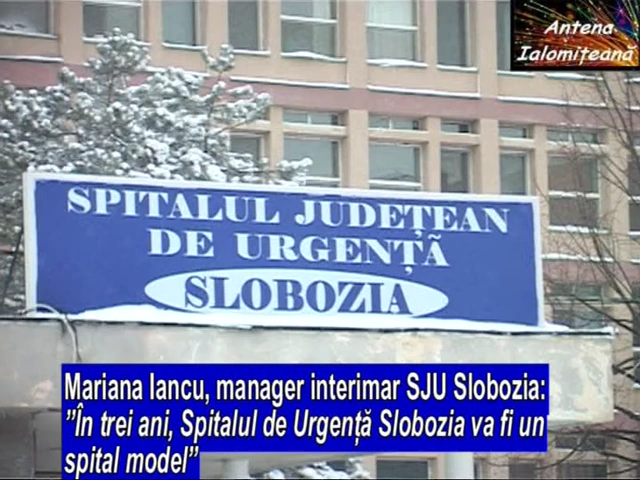 Antena
Ialomițeană
SPITALUL JUDEȚEAN
DE URGENȚÃ
SLOBOZIA
Mariana Iancu, manager interimar SJU Slobozia:
”În trei ani, Spitalul de Urgență Slobozia va fi un
spital model”